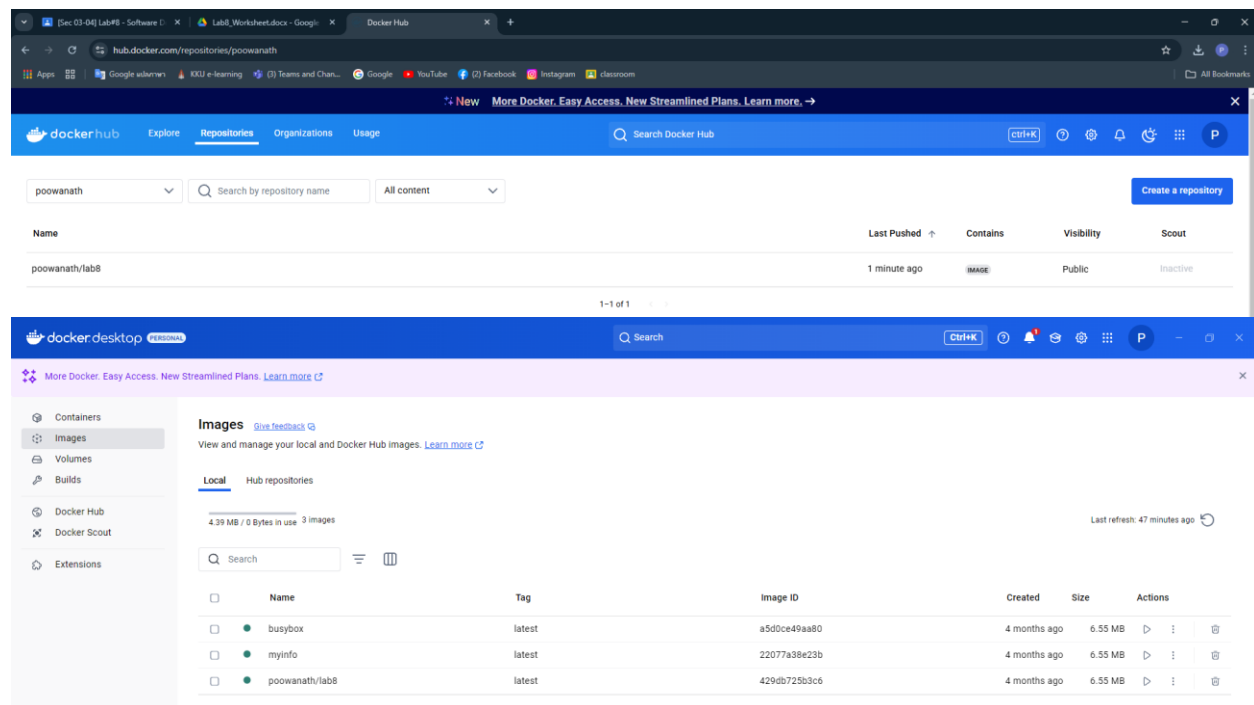 [Sec 03-04] Lab#8 - Software D
Lab8_Worksheet.docx - Google
Docker Hub
hub.docker.com/repositories/poowanath
Apps
Google
KKU e-learning
(3) Teams and Chan...
Google
YouTube
(2) Facebook
Instagram
classroom
All Bookmarks
New More Docker. Easy Access. New Streamlined Plans. Learn more. →
dockerhub Explore Repositories Organizations Usage Search Docker Hub ctrl+K P
poowanath Search by repository name All content Create a repository
Name Last Pushed ↑ Contains Visibility Scout
poowanath/lab8 1 minute ago IMAGE Public Inactive
1–1 of 1
docker.desktop PERSONAL Search Ctrl+K 1 P
More Docker. Easy Access. New Streamlined Plans. Learn more
Containers
Images
Volumes
Builds
Docker Hub
Docker Scout
Extensions
Images Give feedback
View and manage your local and Docker Hub images. Learn more
Local Hub repositories
4.39 MB / 0 Bytes in use 3 images Last refresh: 47 minutes ago
Search
Name Tag Image ID Created Size Actions
busybox latest a5d0ce49aa80 4 months ago 6.55 MB
myinfo latest 22077a38e23b 4 months ago 6.55 MB
poowanath/lab8 latest 429db725b3c6 4 months ago 6.55 MB